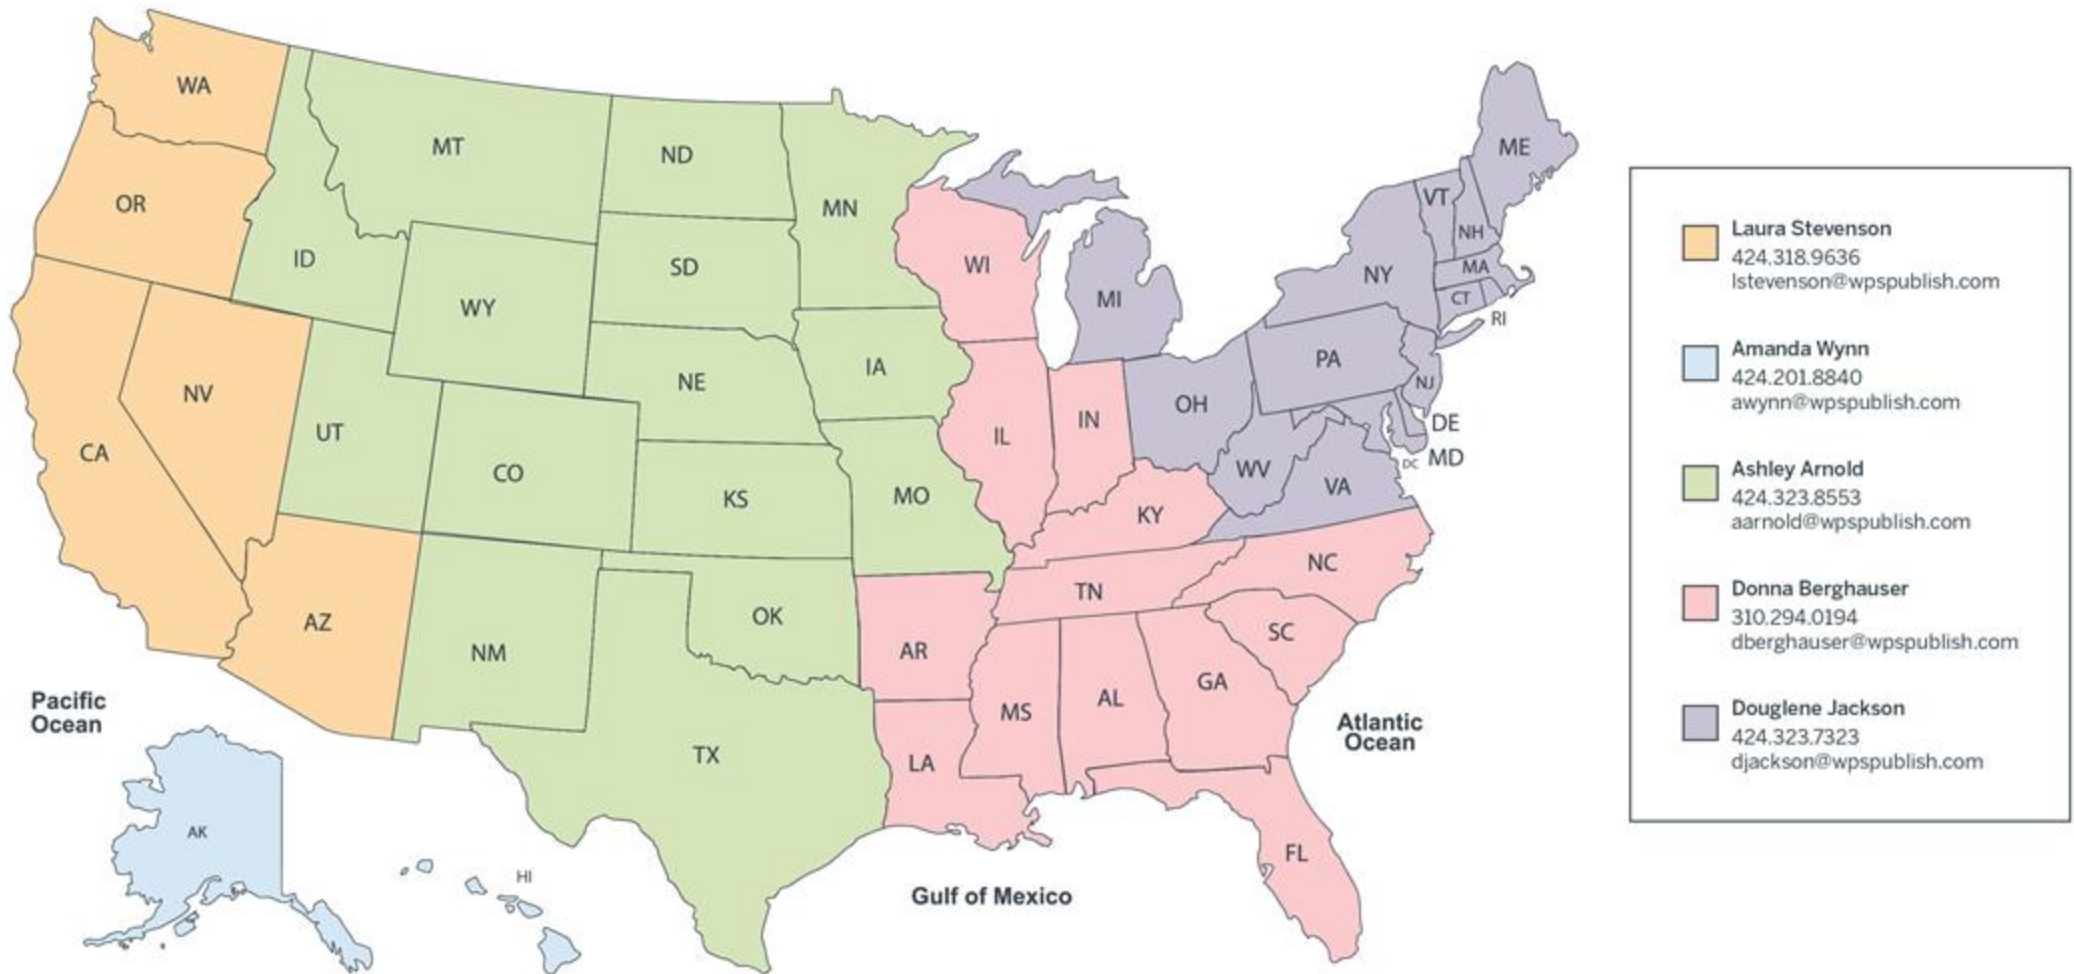 WA
MT
ND
ME
OR
MN
VT
NH
ID
SD
WI
NY
MA
MI
CT
WY
RI
PA
IA
NE
NJ
NV
OH
IN
DE
UT
IL
CA
WV
DC MD
CO
VA
KS
MO
KY
NC
TN
OK
AZ
SC
NM
AR
GA
AL
MS
TX
LA
FL
AK
HI
Pacific
Ocean
Atlantic
Ocean
Gulf of Mexico
Laura Stevenson
424.318.9636
lstevenson@wpspublish.com
Amanda Wynn
424.201.8840
awynn@wpspublish.com
Ashley Arnold
424.323.8553
aarnold@wpspublish.com
Donna Berghauser
310.294.0194
dberghauser@wpspublish.com
Douglene Jackson
424.323.7323
djackson@wpspublish.com